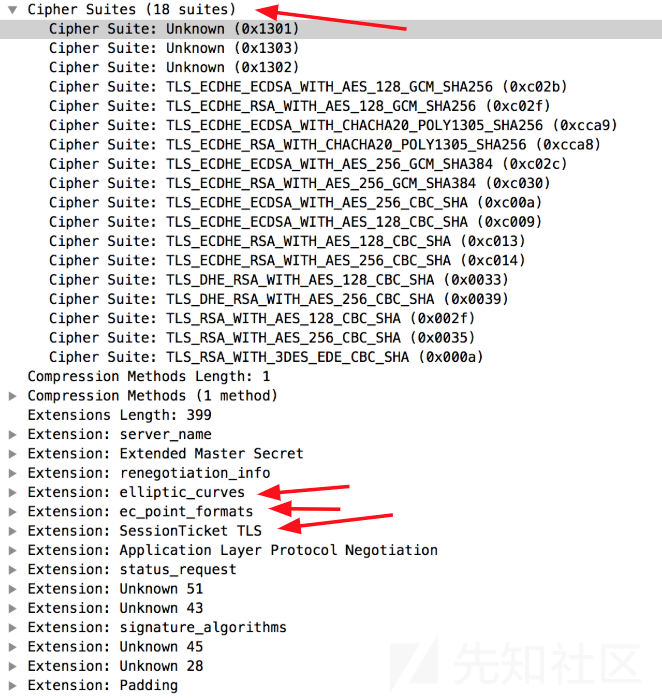 Cipher Suites (18 suites)
Cipher Suite: Unknown (0x1301)
Cipher Suite: Unknown (0x1303)
Cipher Suite: Unknown (0x1302)
Cipher Suite: TLS_ECDHE_ECDSA_WITH_AES_128_GCM_SHA256 (0xc02b)
Cipher Suite: TLS_ECDHE_RSA_WITH_AES_128_GCM_SHA256 (0xc02f)
Cipher Suite: TLS_ECDHE_ECDSA_WITH_CHACHA20_POLY1305_SHA256 (0xcca9)
Cipher Suite: TLS_ECDHE_RSA_WITH_CHACHA20_POLY1305_SHA256 (0xcca8)
Cipher Suite: TLS_ECDHE_ECDSA_WITH_AES_256_GCM_SHA384 (0xc02c)
Cipher Suite: TLS_ECDHE_RSA_WITH_AES_256_GCM_SHA384 (0xc030)
Cipher Suite: TLS_ECDHE_ECDSA_WITH_AES_256_CBC_SHA (0xc00a)
Cipher Suite: TLS_ECDHE_ECDSA_WITH_AES_128_CBC_SHA (0xc009)
Cipher Suite: TLS_ECDHE_RSA_WITH_AES_128_CBC_SHA (0xc013)
Cipher Suite: TLS_ECDHE_RSA_WITH_AES_256_CBC_SHA (0xc014)
Cipher Suite: TLS_DHE_RSA_WITH_AES_128_CBC_SHA (0x0033)
Cipher Suite: TLS_DHE_RSA_WITH_AES_256_CBC_SHA (0x0039)
Cipher Suite: TLS_RSA_WITH_AES_128_CBC_SHA (0x002f)
Cipher Suite: TLS_RSA_WITH_AES_256_CBC_SHA (0x0035)
Cipher Suite: TLS_RSA_WITH_3DES_EDE_CBC_SHA (0x000a)
Compression Methods Length: 1
Compression Methods (1 method)
Extensions Length: 399
Extension: server_name
Extension: Extended Master Secret
Extension: renegotiation_info
Extension: elliptic_curves
Extension: ec_point_formats
Extension: SessionTicket TLS
Extension: Application Layer Protocol Negotiation
Extension: status_request
Extension: Unknown 51
Extension: Unknown 43
Extension: signature_algorithms
Extension: Unknown 45
Extension: Unknown 28
Extension: Padding
先知社区